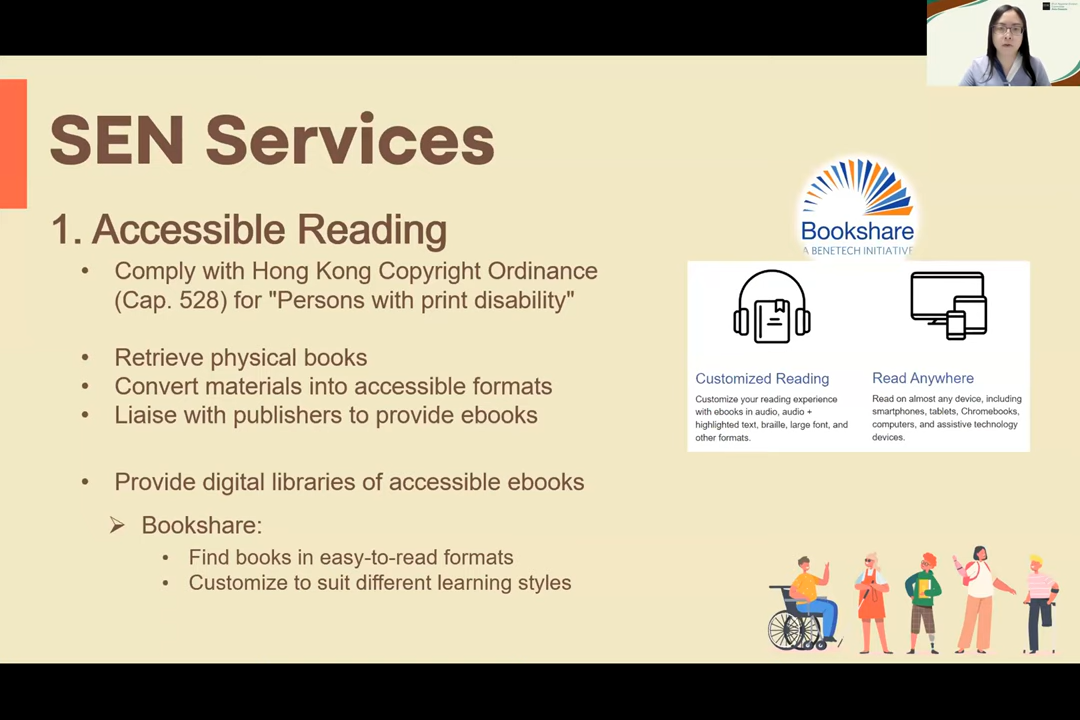 SEN Services
1. Accessible Reading
• Comply with Hong Kong Copyright Ordinance
(Cap. 528) for "Persons with print disability"
• Retrieve physical books
• Convert materials into accessible formats
• Liaise with publishers to provide ebooks
• Provide digital libraries of accessible ebooks
➢ Bookshare:
• Find books in easy-to-read formats
• Customize to suit different learning styles
Bookshare
A BENETECH INITIATIVE
Customized Reading
Customize your reading experience
with ebooks in audio, audio +
highlighted text, braille, large font, and
other formats.
Read Anywhere
Read on almost any device, including
smartphones, tablets, Chromebooks,
computers, and assistive technology
devices.